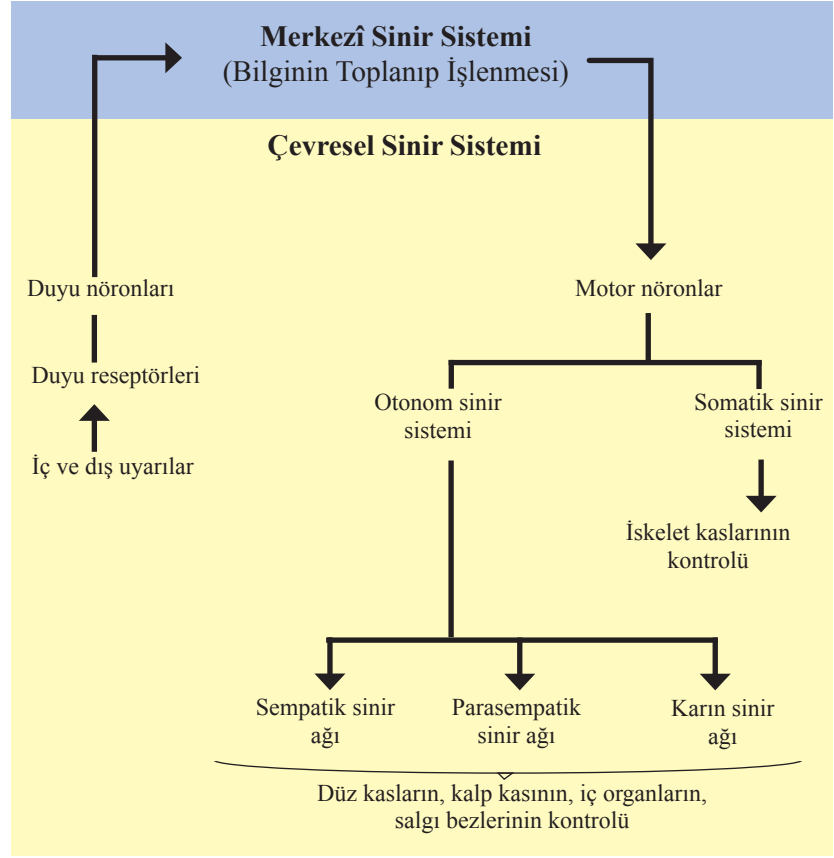 Merkezî Sinir Sistemi
(Bilginin Toplanıp İşlenmesi)
Çevresel Sinir Sistemi
Duyu nöronları
Duyu reseptörleri
İç ve dış uyarılar
Motor nöronlar
Otonom sinir
sistemi
Somatik sinir
sistemi
İskelet kaslarının
kontrolü
Sempatik sinir
ağı
Parasempatik
sinir ağı
Karın sinir
ağı
Düz kasların, kalp kasının, iç organların,
salgı bezlerinin kontrolü